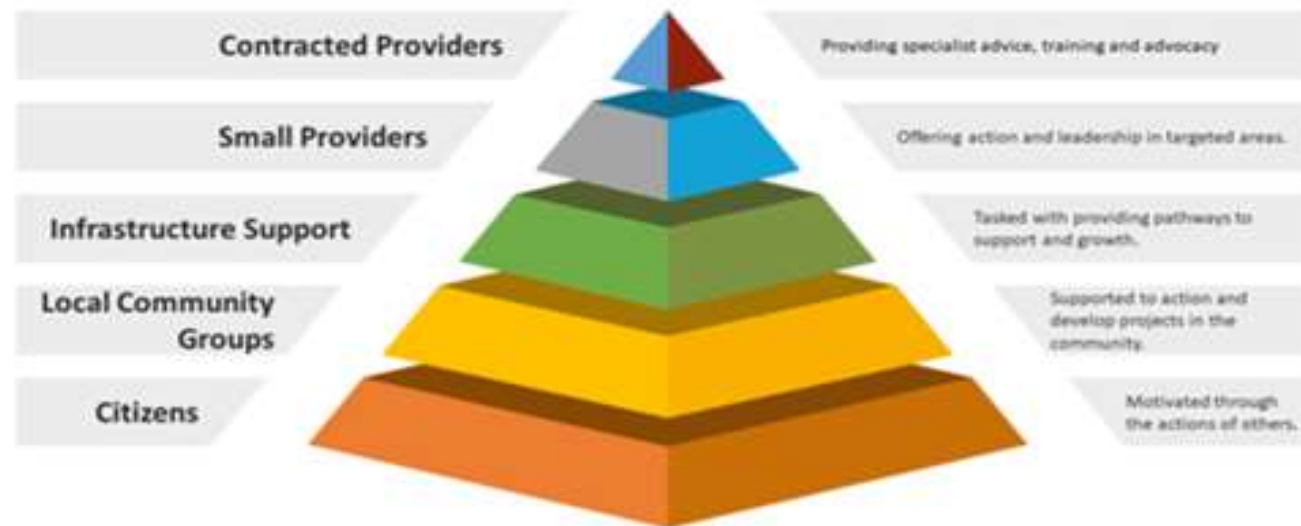 Contracted Providers
Providing specialist advice, training and advocacy
Small Providers
Offering action and leadership in targeted areas.
Infrastructure Support
Tasked with providing pathways to
support and growth.
Local Community
Groups
Supported to action and
develop projects in the
community.
Citizens
Motivated through
the actions of others.